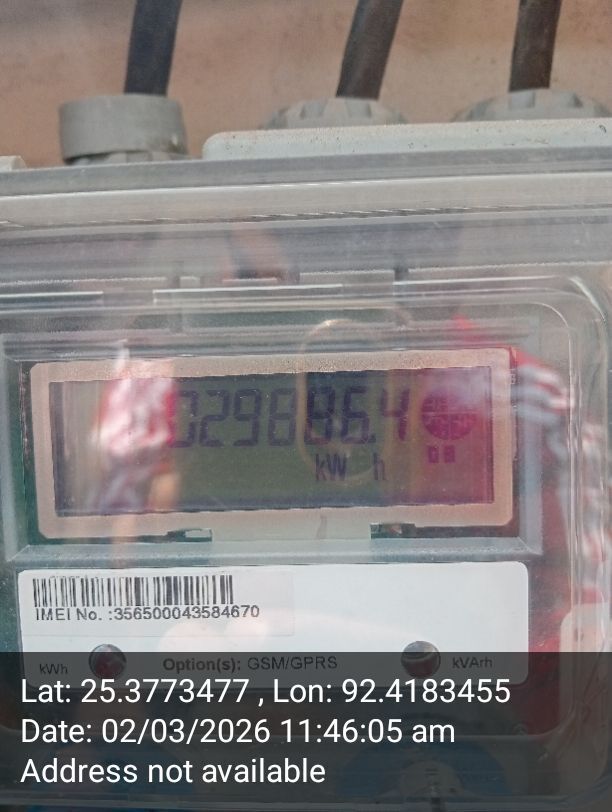 029886.4
kW h
IMEI No. :356500043584670
kWh Option(s): GSM/GPRS kVArh
Lat: 25.3773477 , Lon: 92.4183455
Date: 02/03/2026 11:46:05 am
Address not available